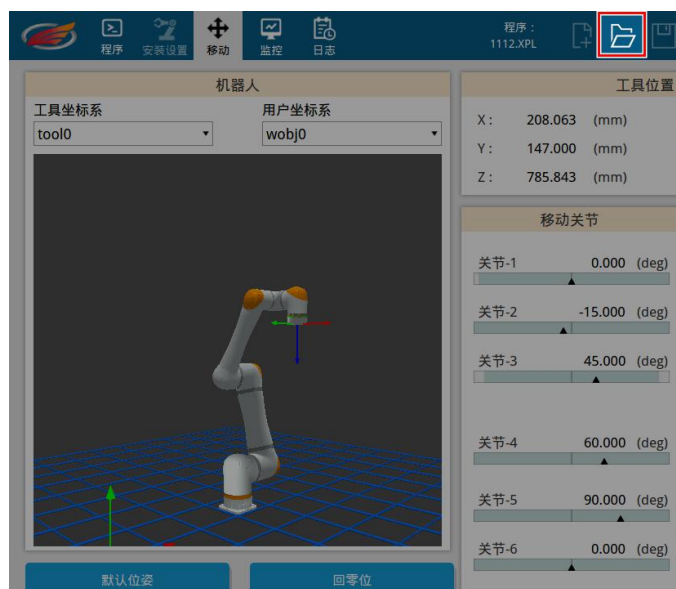 程序 安装设置 移动 监控 日志
程序：
1112.XPL
机器人
工具坐标系 用户坐标系
tool0 wobj0
默认位姿 回零位
工具位置
X： 208.063 (mm)
Y： 147.000 (mm)
Z： 785.843 (mm)
移动关节
关节-1 0.000 (deg)
关节-2 -15.000 (deg)
关节-3 45.000 (deg)
关节-4 60.000 (deg)
关节-5 90.000 (deg)
关节-6 0.000 (deg)